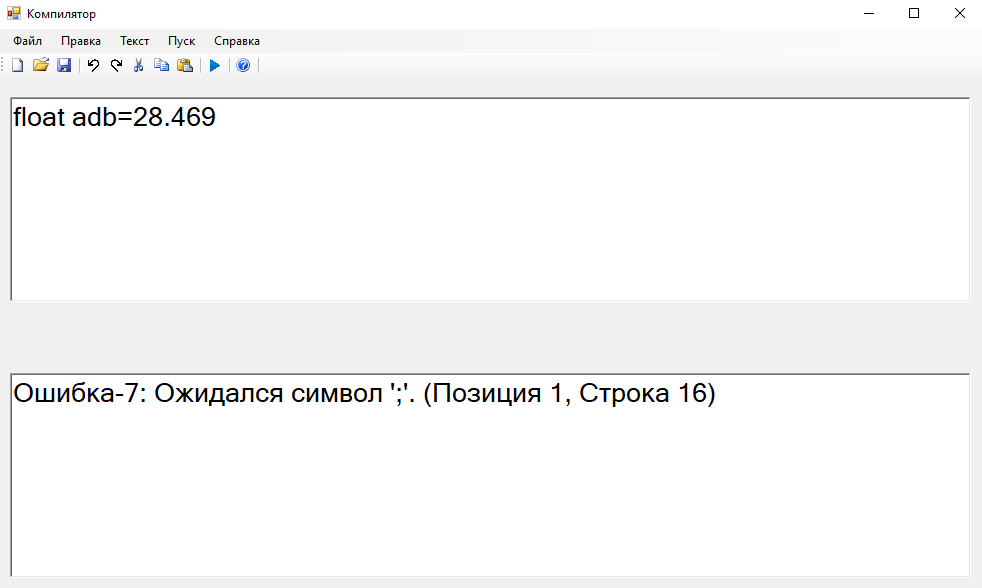 Компилятор
Файл Правка Текст Пуск Справка
float adb=28.469
Ошибка-7: Ожидался символ ';'. (Позиция 1, Строка 16)